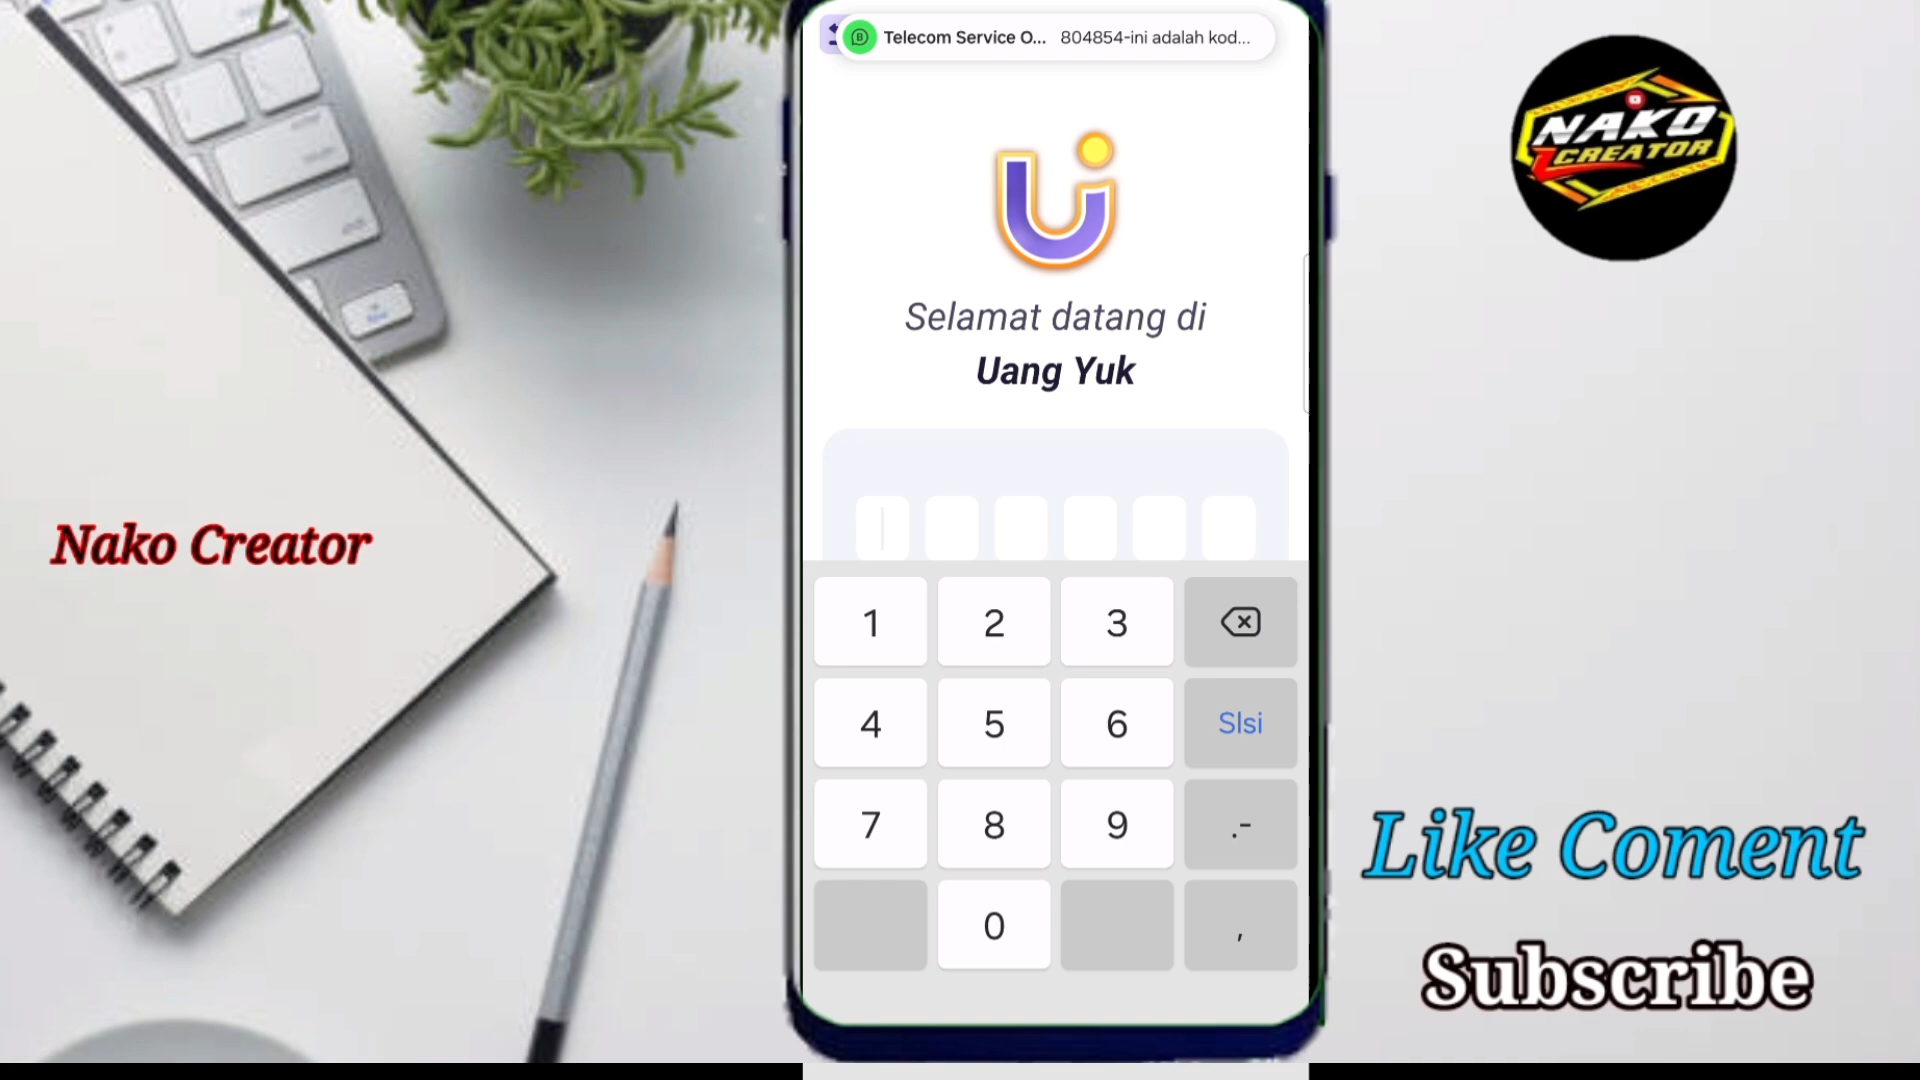 Telecom Service O... 804854-ini adalah kod...
NAKO
CREATOR
Selamat datang di
Uang Yuk
Nako Creator
1 2 3
4 5 6 Slsi
7 8 9 .-
0 ,
Like Coment
Subscribe